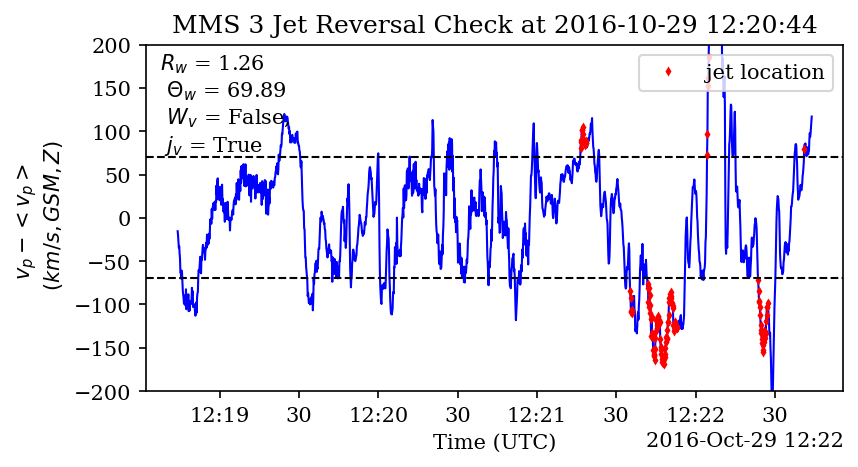 MMS 3 Jet Reversal Check at 2016-10-29 12:20:44
R_w = 1.26
Θ_w = 69.89
W_v = False
j_v = True
jet location
v_p − < v_p >
(km/s, GSM, Z)
200
150
100
50
0
−50
−100
−150
−200
12:19 30 12:20 30 12:21 30 12:22 30
Time (UTC)
2016-Oct-29 12:22